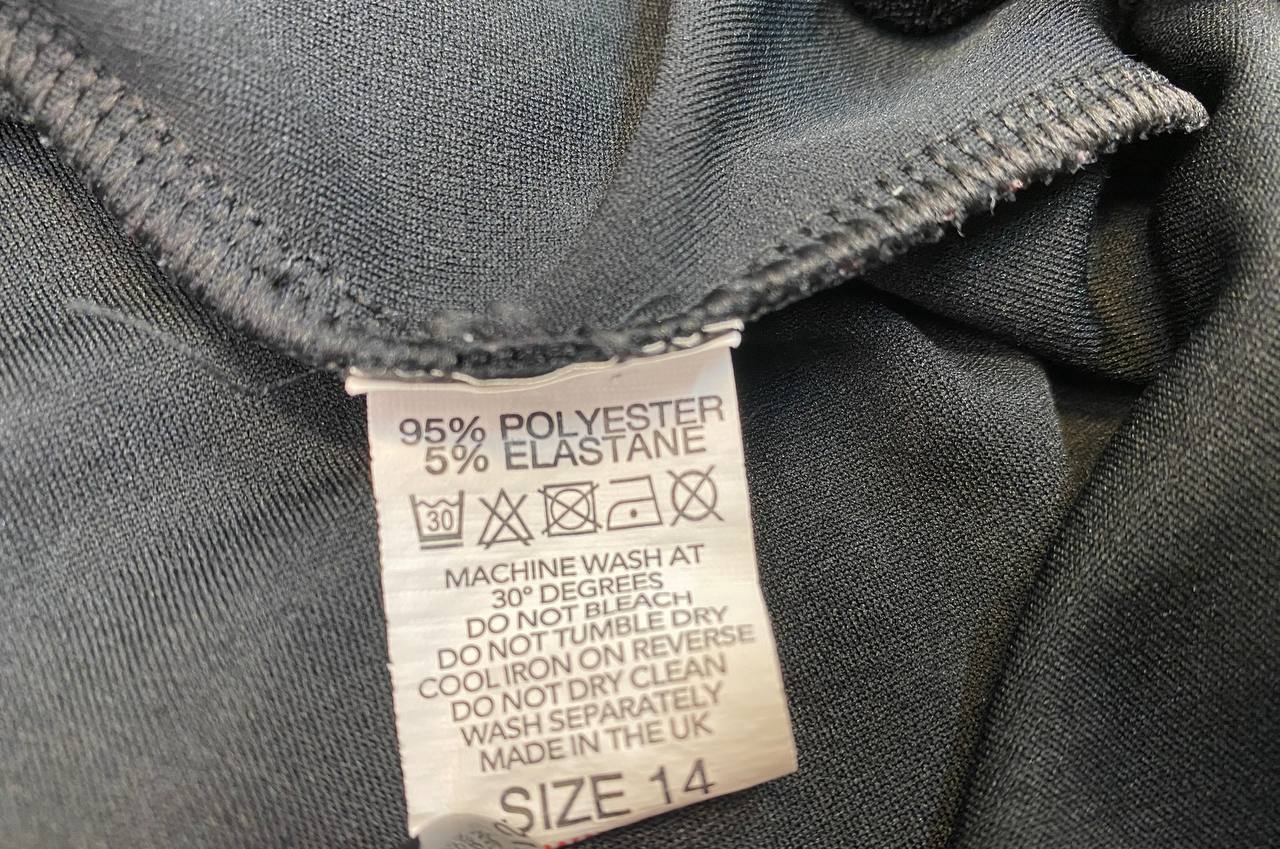 95% POLYESTER
5% ELASTANE
30
MACHINE WASH AT
30° DEGREES
DO NOT BLEACH
DO NOT TUMBLE DRY
COOL IRON ON REVERSE
DO NOT DRY CLEAN
WASH SEPARATELY
MADE IN THE UK
SIZE 14